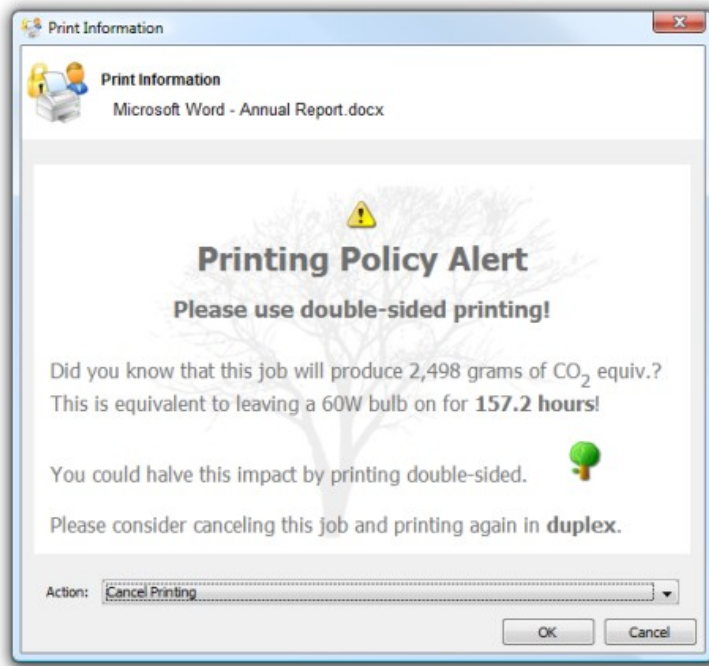 Print Information
Print Information
Microsoft Word - Annual Report.docx
Printing Policy Alert
Please use double-sided printing!
Did you know that this job will produce 2,498 grams of CO₂ equiv.?
This is equivalent to leaving a 60W bulb on for 157.2 hours!
You could halve this impact by printing double-sided.
Please consider canceling this job and printing again in duplex.
Action: Cancel Printing
OK Cancel